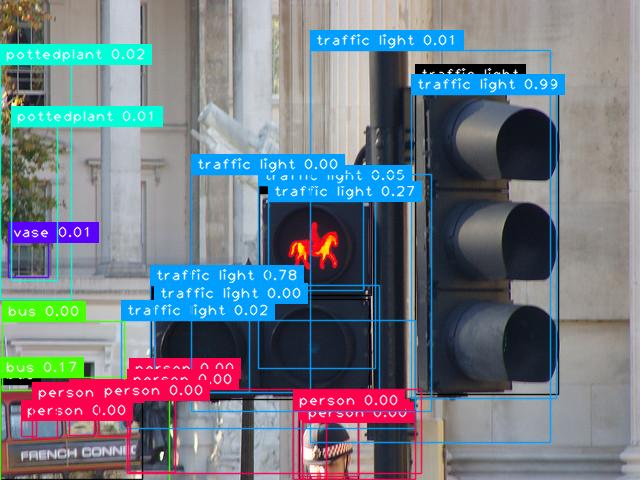 traffic light 0.01
pottedplant 0.02
traffic light
traffic light 0.99
pottedplant 0.01
traffic light 0.00
traffic light 0.05
traffic light 0.27
vase 0.01
traffic light 0.78
traffic light 0.00
bus 0.00
traffic light 0.02
bus 0.17
person 0.00
person 0.00
person
person 0.00
person 0.00
person 0.00
person 0.00
FRENCH CONNEC